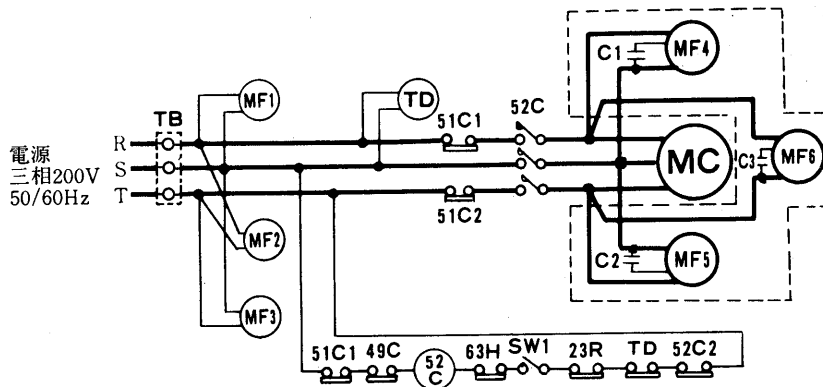 電源
三相200V
50/60Hz
TB
R
S
T
MF1
MF2
MF3
TD
51C1
51C2
52C
C1
MF4
MC
C3
MF6
C2
MF5
51C1
49C
52
C
63H
SW1
23R
TD
52C2